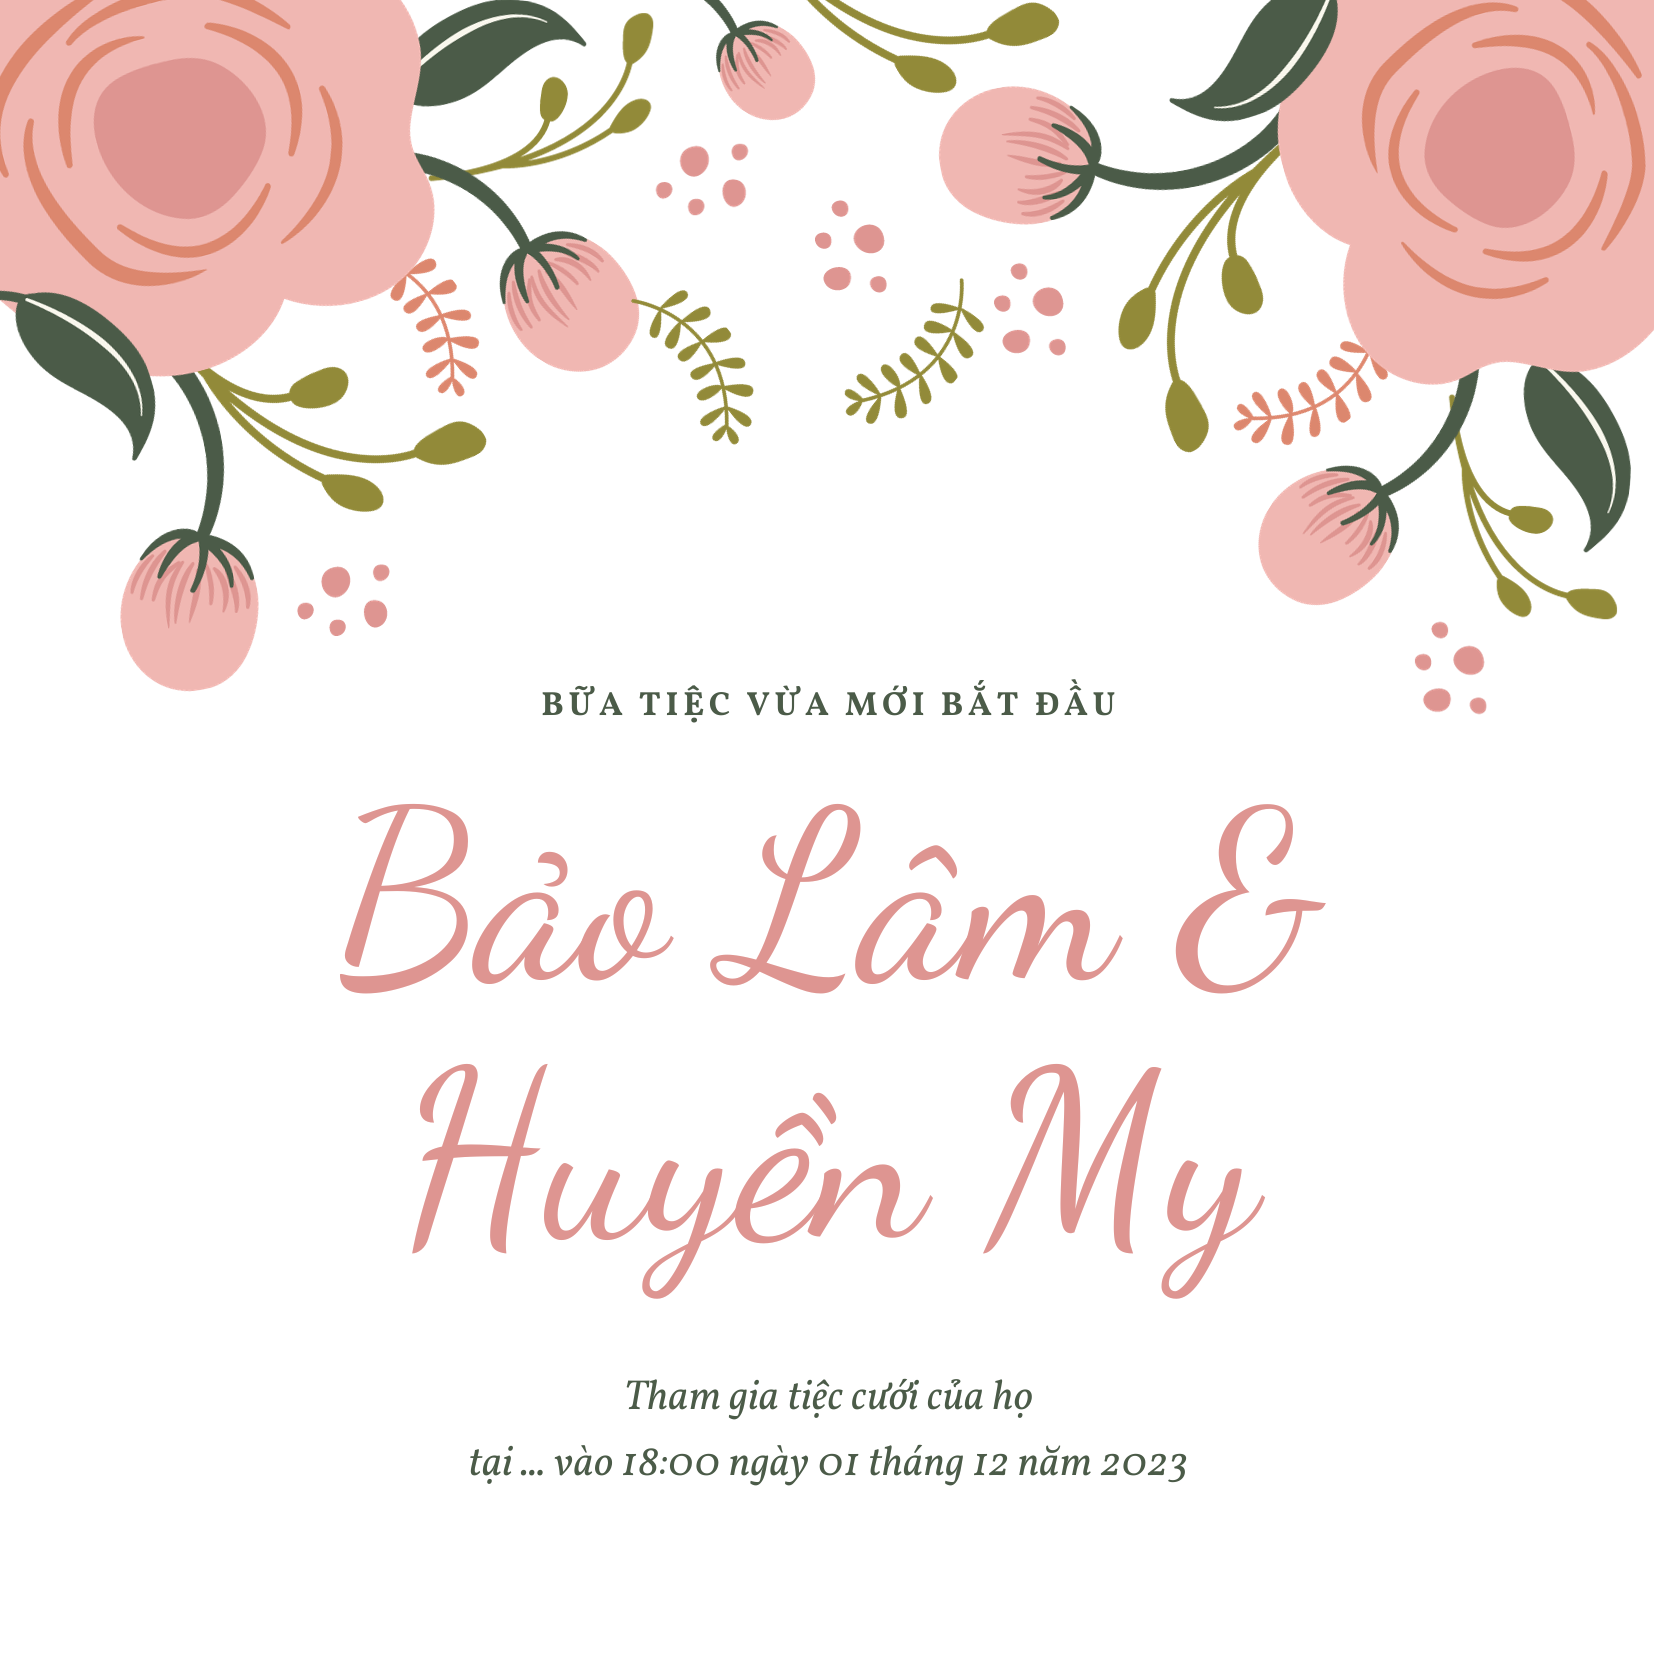 BỮA TIỆC VỪA MỚI BẮT ĐẦU
Bảo Lâm &
Huyền My
Tham gia tiệc cưới của họ
tại ... vào 18:00 ngày 01 tháng 12 năm 2023